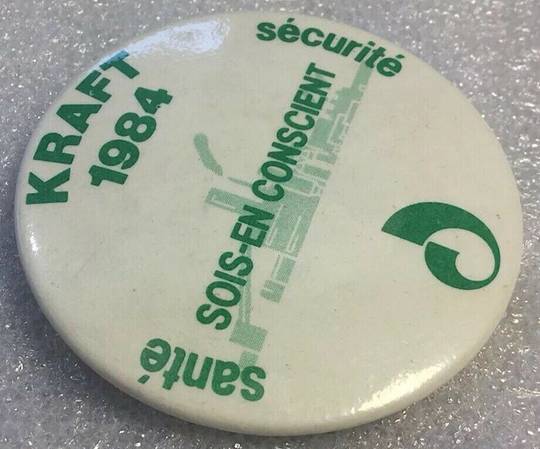 KRAFT
1984
sécurité
SOIS-EN CONSCIENT
santé